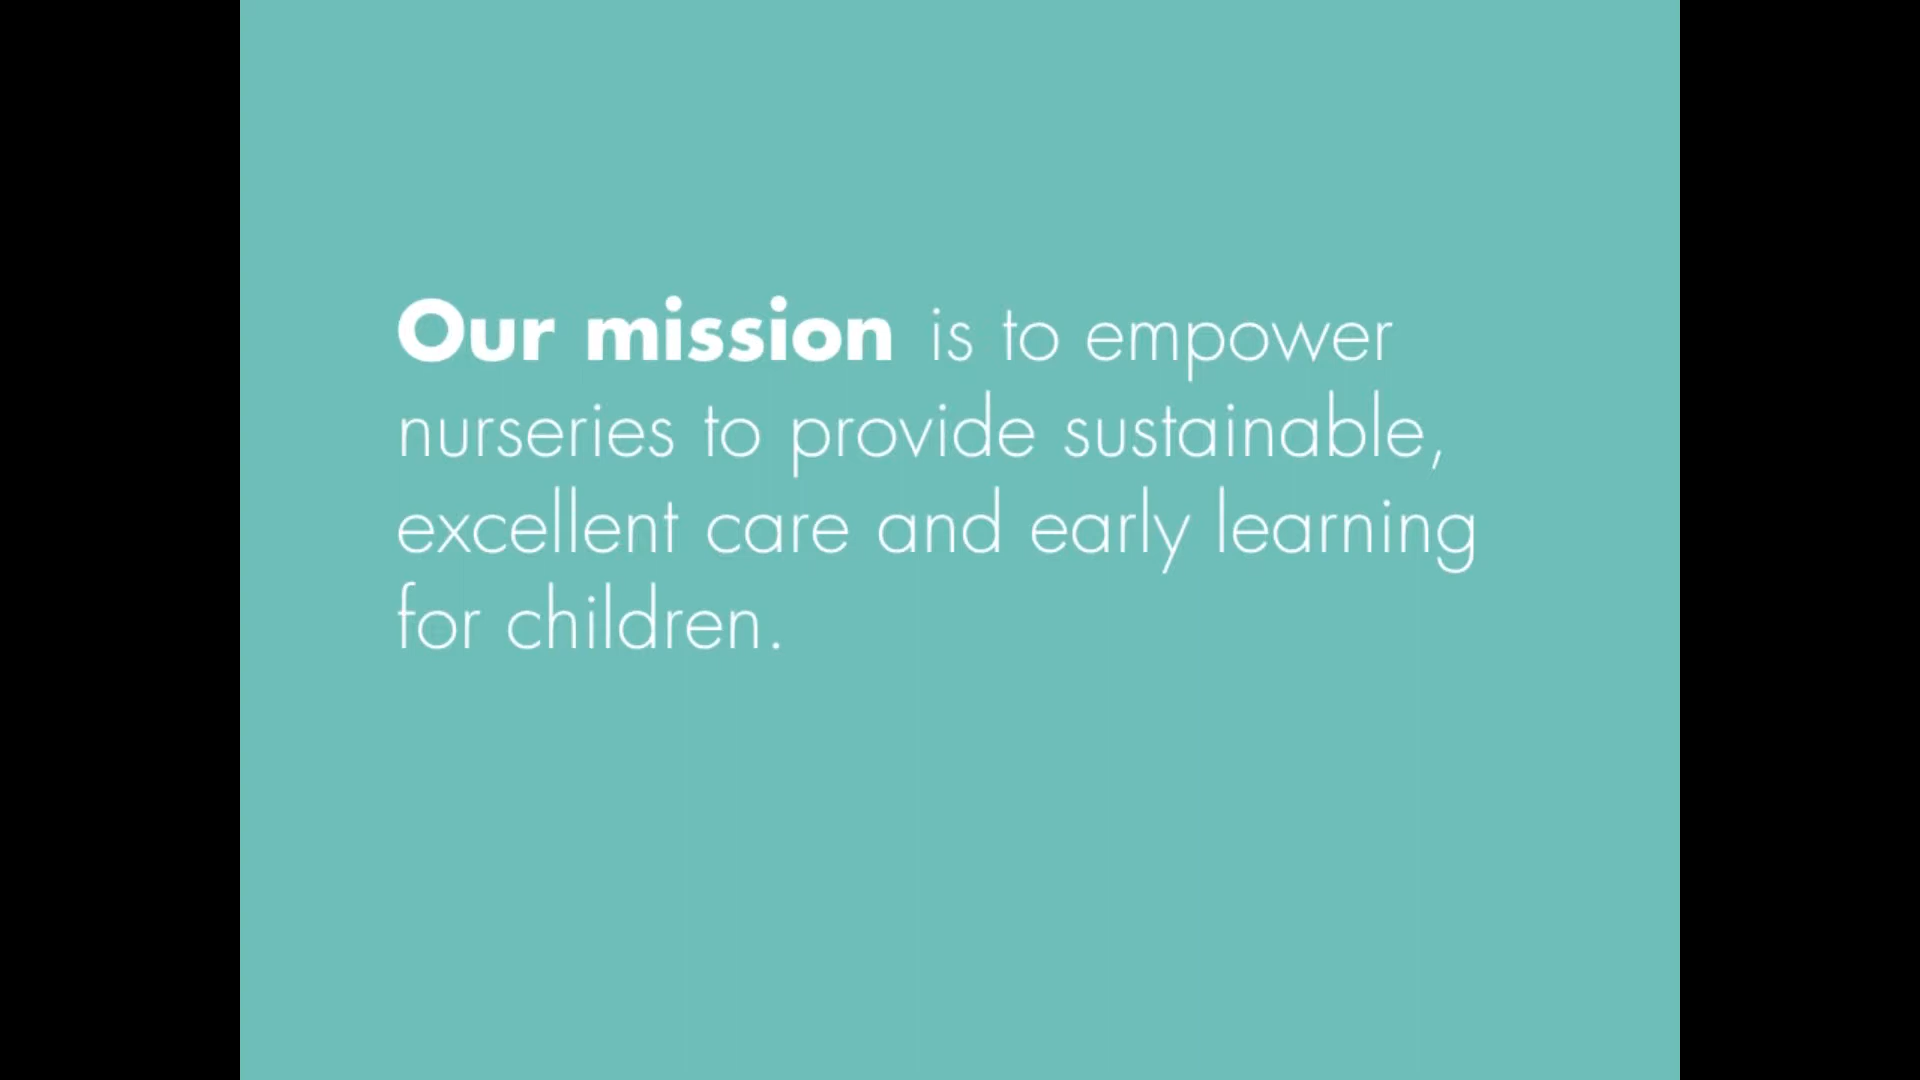 Our mission is to empower
nurseries to provide sustainable,
excellent care and early learning
for children.